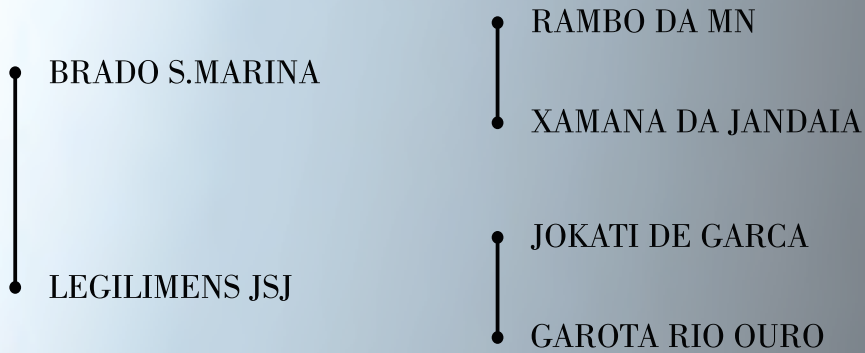 RAMBO DA MN
BRADO S.MARINA
XAMANA DA JANDAIA
JOKATI DE GARCA
LEGILIMENS JSJ
GAROTA RIO OURO